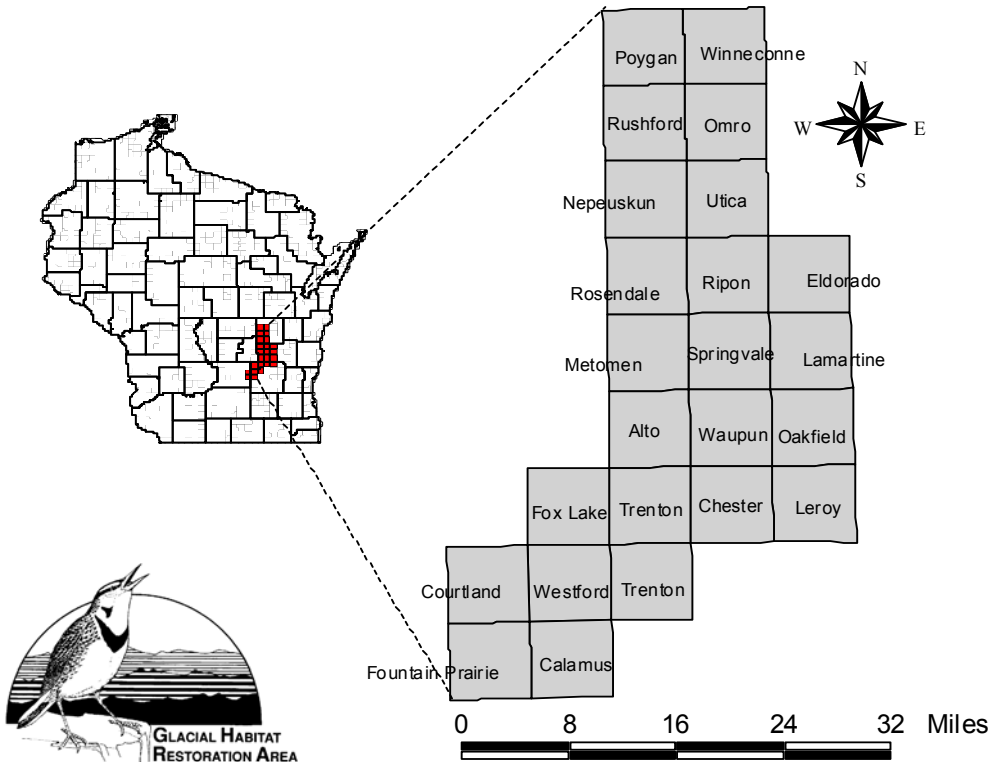 Poygan Winneconne
N
W E
S
Rushford Omro
Nepeuskun Utica
Rosendale Ripon Eldorado
Metomen Springvale Lamartine
Alto Waupun Oakfield
Fox Lake Trenton Chester Leroy
Courtland Westford Trenton
Fountain Prairie Calamus
GLACIAL HABITAT
RESTORATION AREA
0 8 16 24 32 Miles